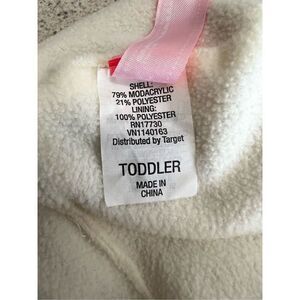 SHELL:
79% MODACRYLIC
21% POLYESTER
LINING:
100% POLYESTER
RN17730
VN1140163
Distributed by Target
TODDLER
MADE IN
CHINA